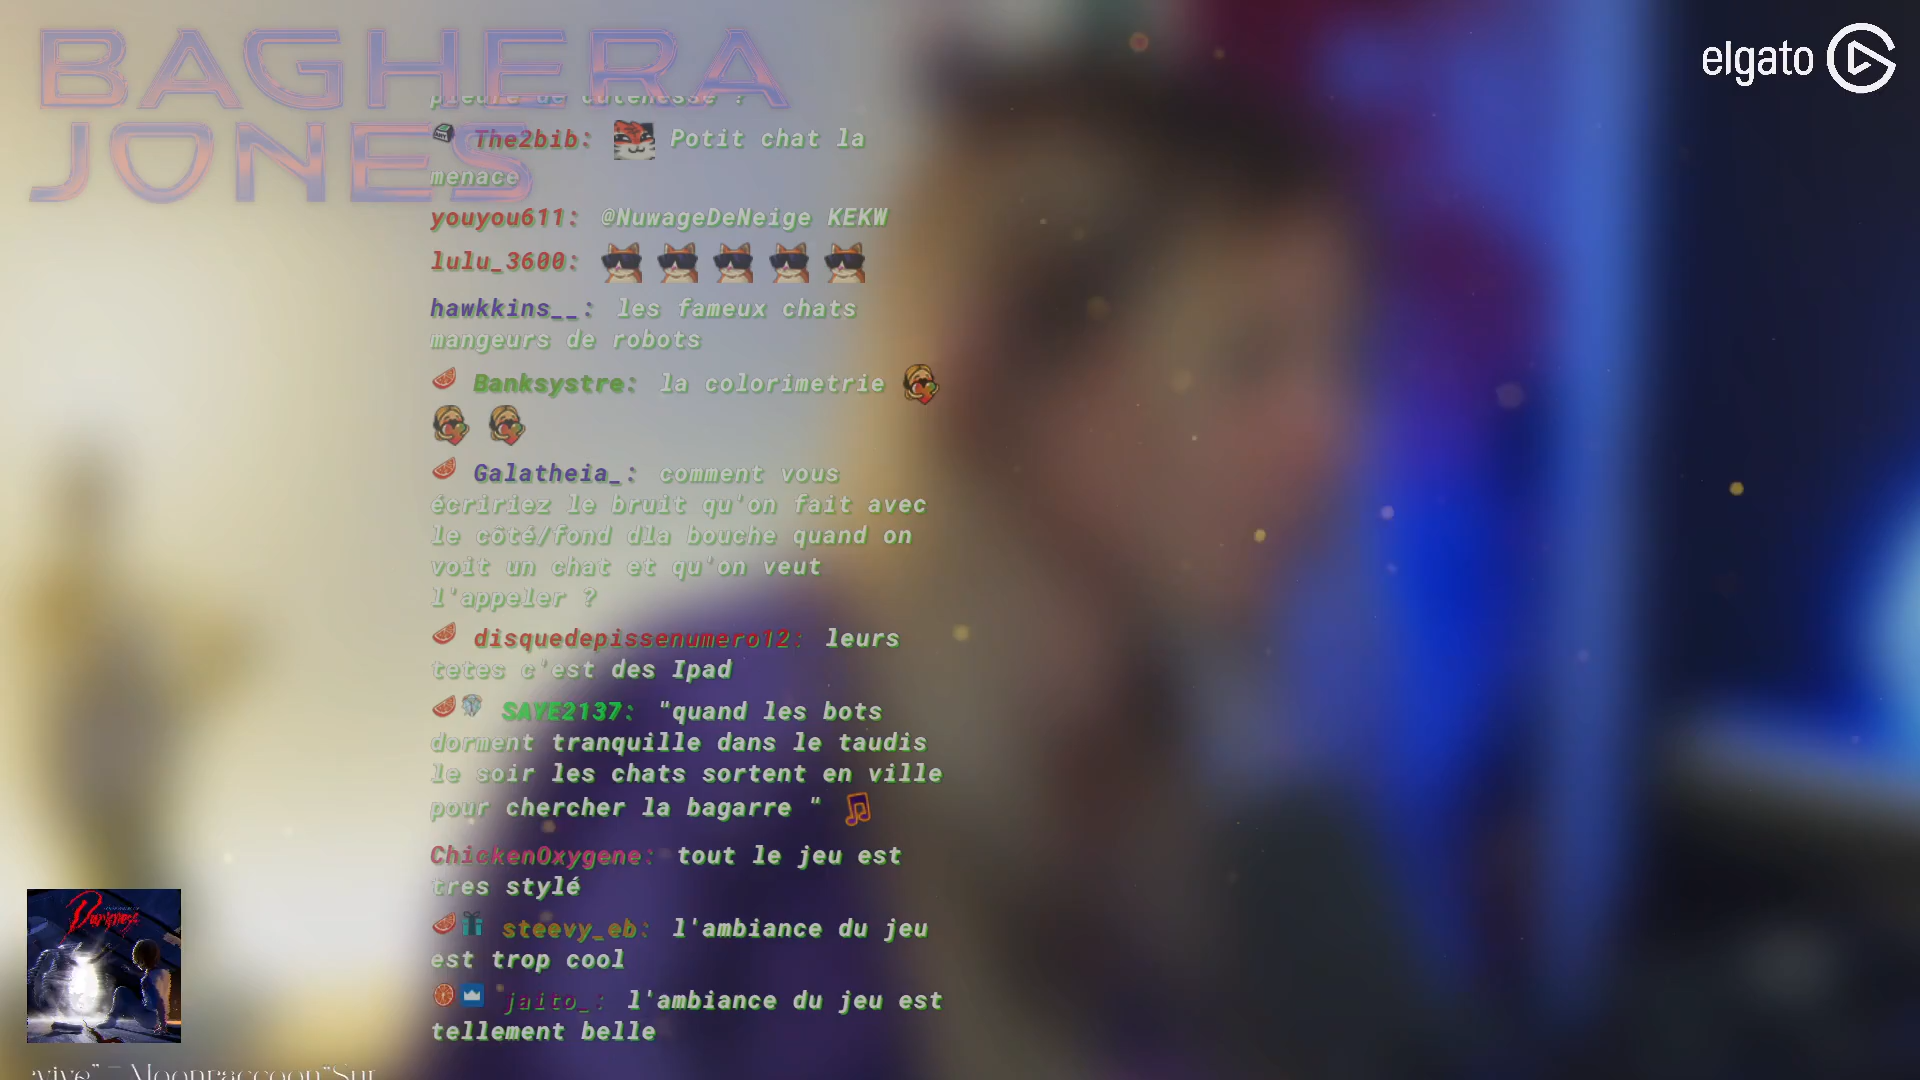 BAGHERA
JONES
elgato
The2bib: Potit chat la
menace
youyou611: @NuwageDeNeige KEKW
lulu_3600:
hawkkins__: les fameux chats
mangeurs de robots
Banksystre: la colorimetrie
Galatheia_: comment vous
écririez le bruit qu'on fait avec
le côté/fond dla bouche quand on
voit un chat et qu'on veut
l'appeler ?
disquedepissenumero12: leurs
tetes c'est des Ipad
SAYE2137: "quand les bots
dorment tranquille dans le taudis
le soir les chats sortent en ville
pour chercher la bagarre "
ChickenOxygene: tout le jeu est
tres stylé
steevy_eb: l'ambiance du jeu
est trop cool
jaito_: l'ambiance du jeu est
tellement belle